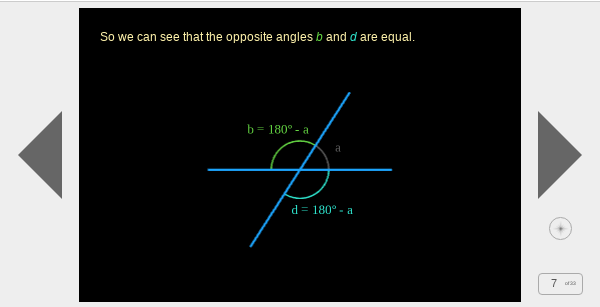 So we can see that the opposite angles b and d are equal.
b = 180° - a
a
d = 180° - a
7 of 33